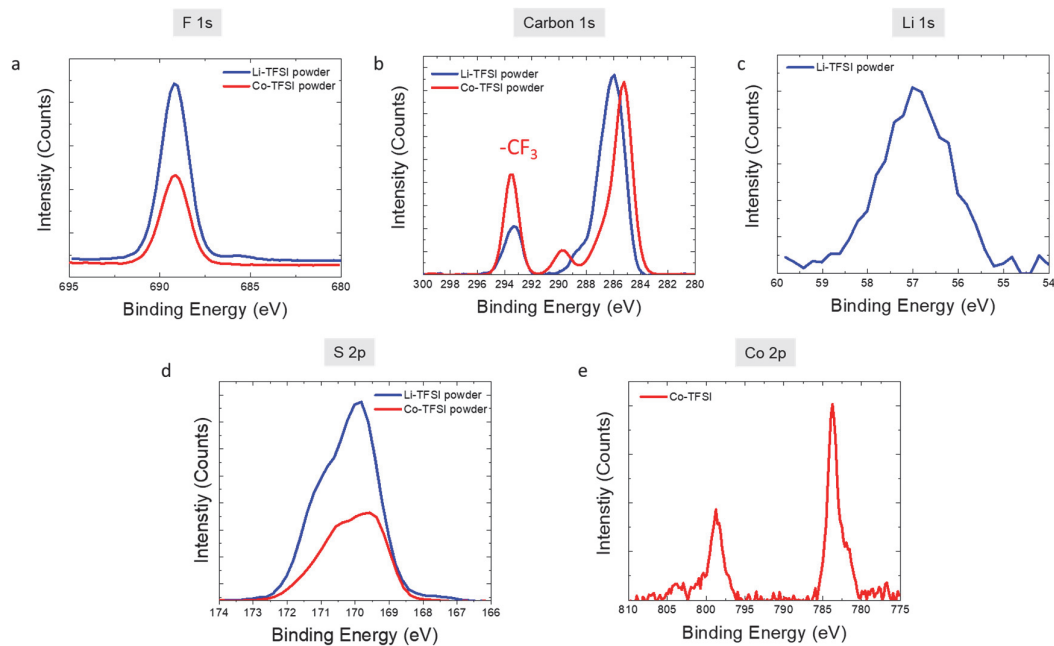 F 1s
Carbon 1s
Li 1s
a
Li-TFSI powder
Co-TFSI powder
Intenstiy (Counts)
695 690 685 680
Binding Energy (eV)
b
Li-TFSI powder
Co-TFSI powder
-CF₃
Intensity (Counts)
300 298 296 294 292 290 288 286 284 282 280
Binding Energy (eV)
c
Li-TFSI powder
Intenstiy (Counts)
60 59 58 57 56 55 54
Binding Energy (eV)
S 2p
Co 2p
d
Li-TFSI powder
Co-TFSI powder
Intenstiy (Counts)
174 173 172 171 170 169 168 167 166
Binding Energy (eV)
e
Co-TFSI
Intenstiy (Counts)
810 805 800 795 790 785 780 775
Binding Energy (eV)